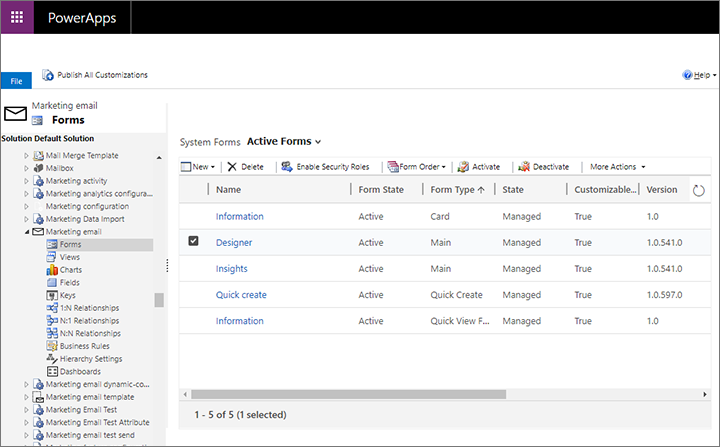 PowerApps
File
Publish All Customizations
Help
Marketing email
Forms
Solution Default Solution
Mail Merge Template
Mailbox
Marketing activity
Marketing analytics configura...
Marketing configuration
Marketing Data Import
Marketing email
Forms
Views
Charts
Fields
Keys
1:N Relationships
N:1 Relationships
N:N Relationships
Business Rules
Hierarchy Settings
Dashboards
Marketing email dynamic-co...
Marketing email template
Marketing Email Test
Marketing Email Test Attribute
Marketing email test send
System Forms Active Forms
New Delete Enable Security Roles Form Order Activate Deactivate More Actions
Name Form State Form Type State Customizable... Version
Information Active Card Managed True 1.0
Designer Active Main Managed True 1.0.541.0
Insights Active Main Managed True 1.0.541.0
Quick create Active Quick Create Managed True 1.0.597.0
Information Active Quick View F... Managed True 1.0
1 - 5 of 5 (1 selected)